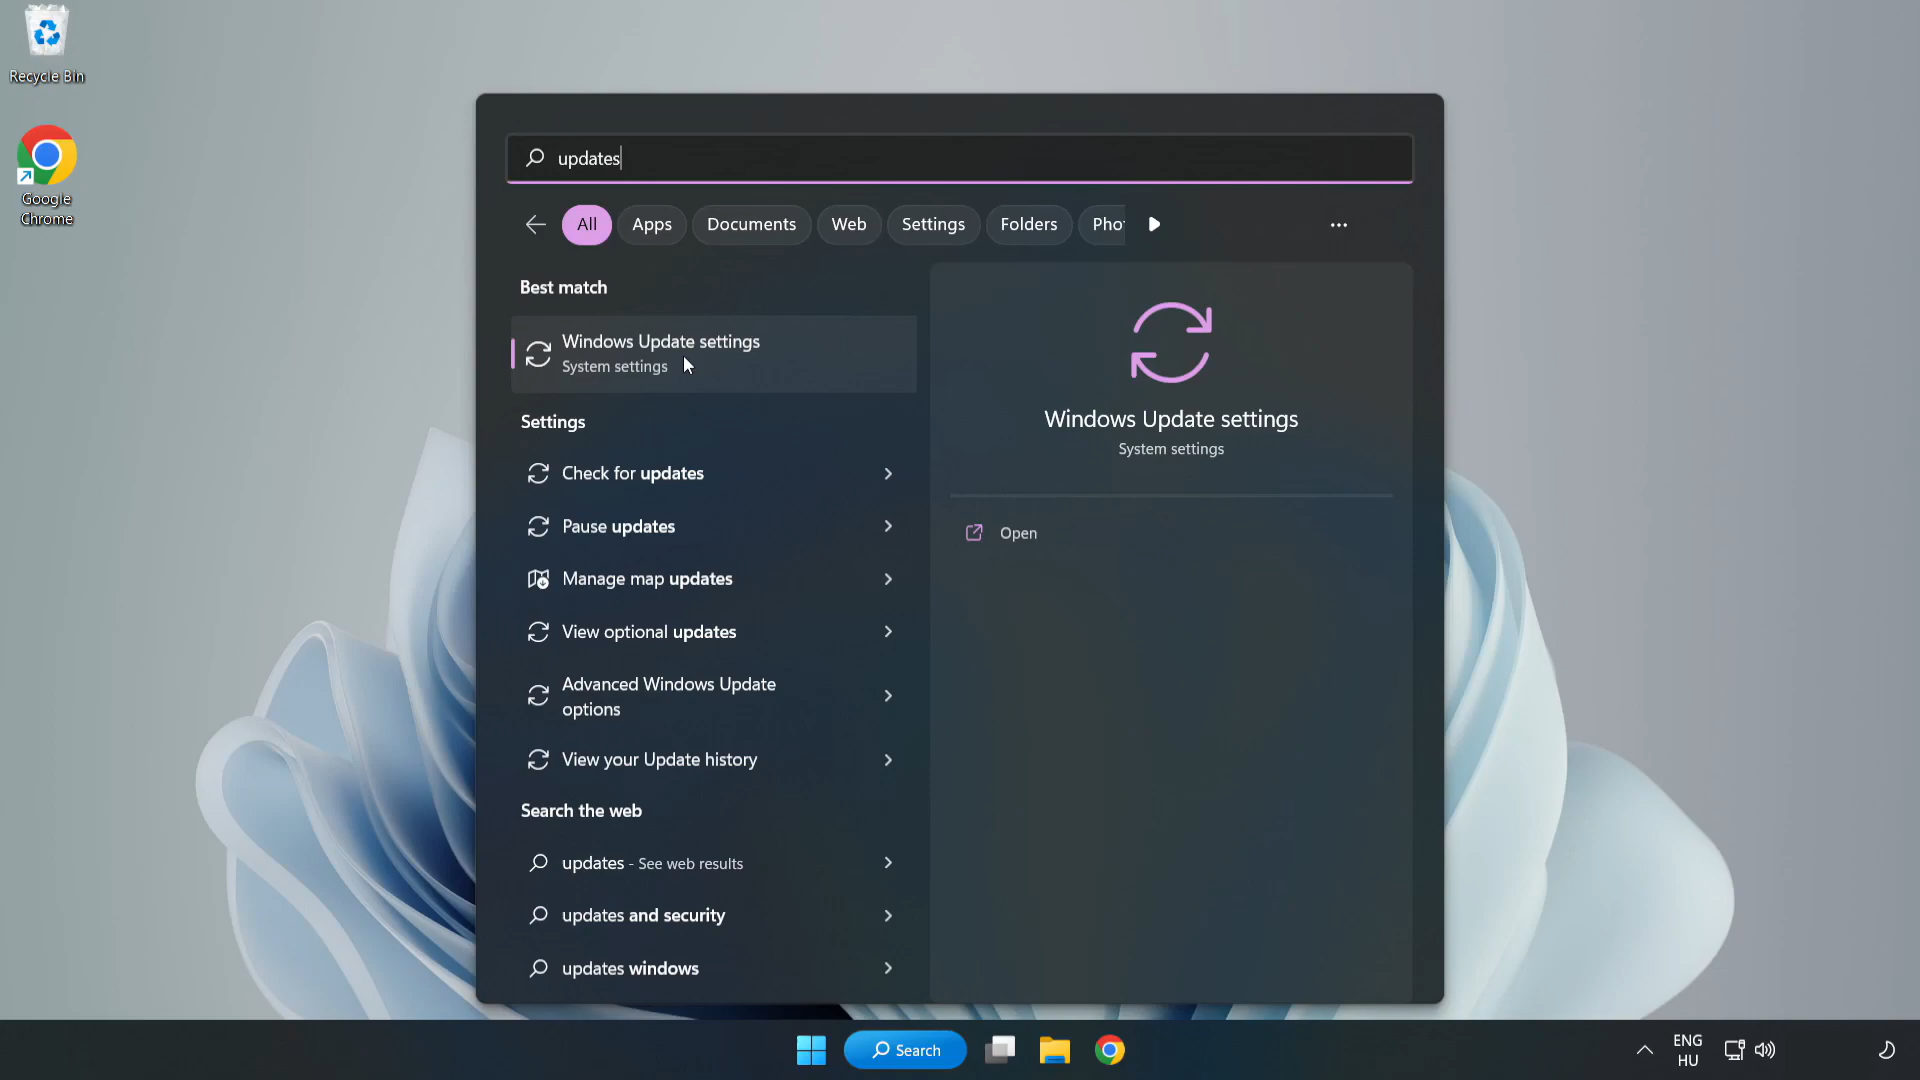 Recycle Bin
Google
Chrome
updates
All
Apps
Documents
Web
Settings
Folders
Pho
Best match
Windows Update settings
System settings
Settings
Check for updates
Pause updates
Manage map updates
View optional updates
Advanced Windows Update
options
View your Update history
Search the web
updates - See web results
updates and security
updates windows
Windows Update settings
System settings
Open
Search
ENG
HU